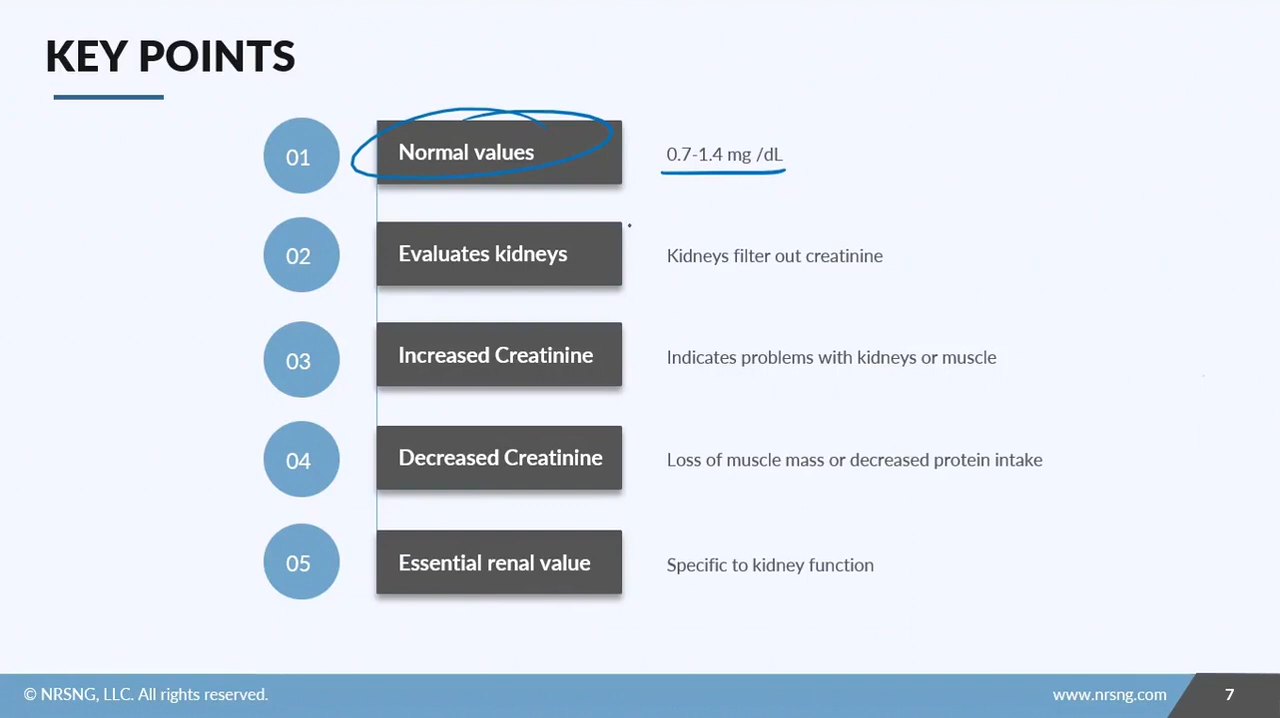 KEY POINTS
01
Normal values
0.7-1.4 mg /dL
02
Evaluates kidneys
Kidneys filter out creatinine
03
Increased Creatinine
Indicates problems with kidneys or muscle
04
Decreased Creatinine
Loss of muscle mass or decreased protein intake
05
Essential renal value
Specific to kidney function
© NRSNG, LLC. All rights reserved.
www.nrsng.com
7